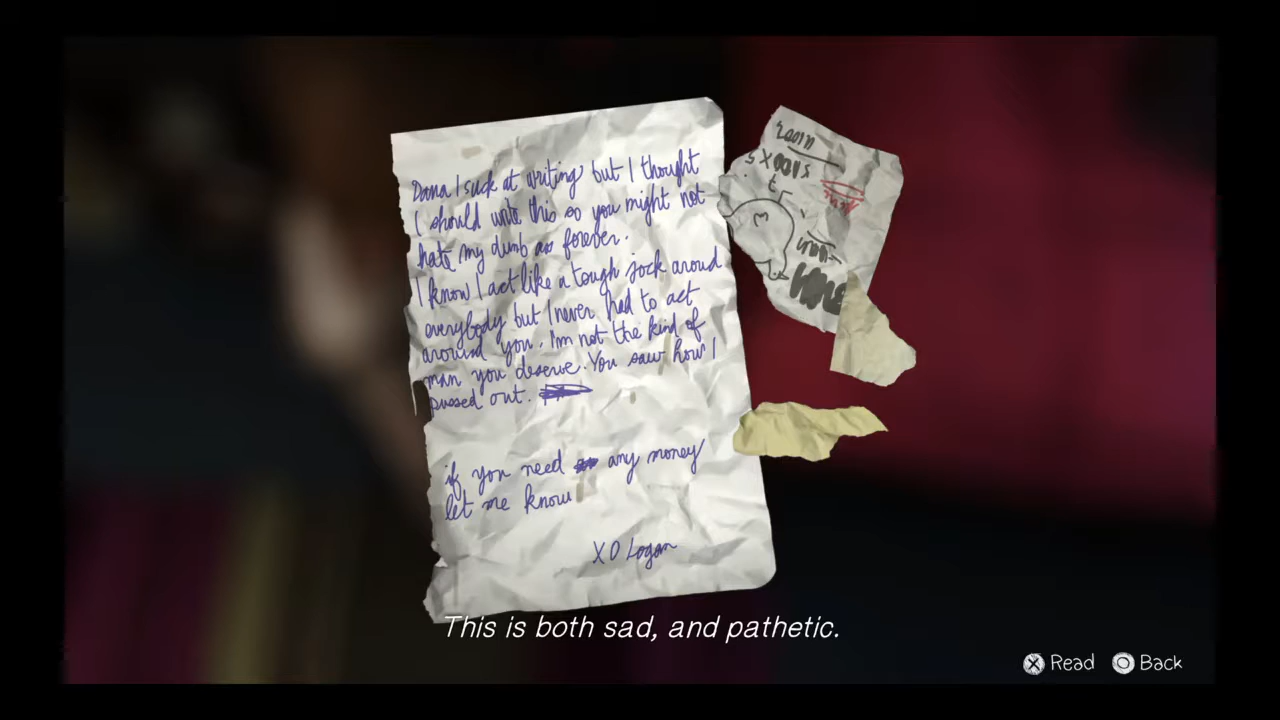 Dana I suck at writing but I thought
I should write this so you might not
hate my dumb ass forever.
I know I act like a tough jock aroud
everybody but I never had to act
around you. I'm not the kind of
man you deserve. You saw how I
pussed out.
if you need any money
let me know
XO Logan
room
This is both sad, and pathetic.
Read
Back